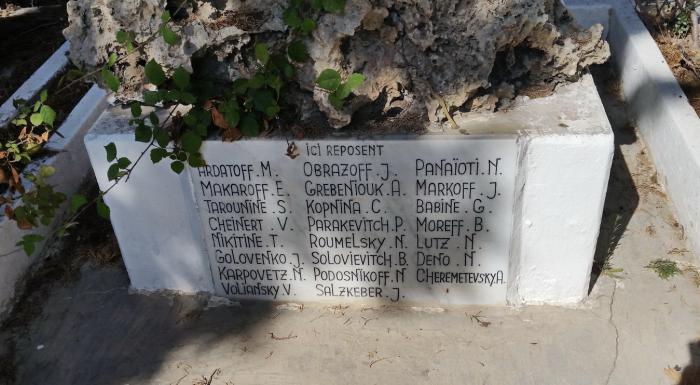 ICI REPOSENT
ARDATOFF.M. OBRAZOFF.J. PANAÏOTI.N.
MAKAROFF.E. GREBENIOUK.A. MARKOFF.J.
TAROUNINE.S. KOPNINA.C. BABINE.G.
CHEINERT.V. PARAKEVITCH.P. MOREFF.B.
NIKITINE.T. ROUMELSKY.N. LUTZ.N.
GOLOVENKO.J. SOLOVIEVITCH.B. DENO.N.
KARPOVETZ.N. PODOSNIKOFF.N CHEREMETEVSKY.A.
VOLIANSKY.V. SALZKEBER.J.